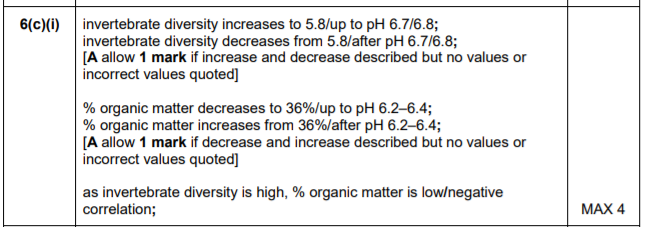 6(c)(i)
invertebrate diversity increases to 5.8/up to pH 6.7/6.8;
invertebrate diversity decreases from 5.8/after pH 6.7/6.8;
[A allow 1 mark if increase and decrease described but no values or
incorrect values quoted]
% organic matter decreases to 36%/up to pH 6.2–6.4;
% organic matter increases from 36%/after pH 6.2–6.4;
[A allow 1 mark if decrease and increase described but no values or
incorrect values quoted]
as invertebrate diversity is high, % organic matter is low/negative
correlation;
MAX 4